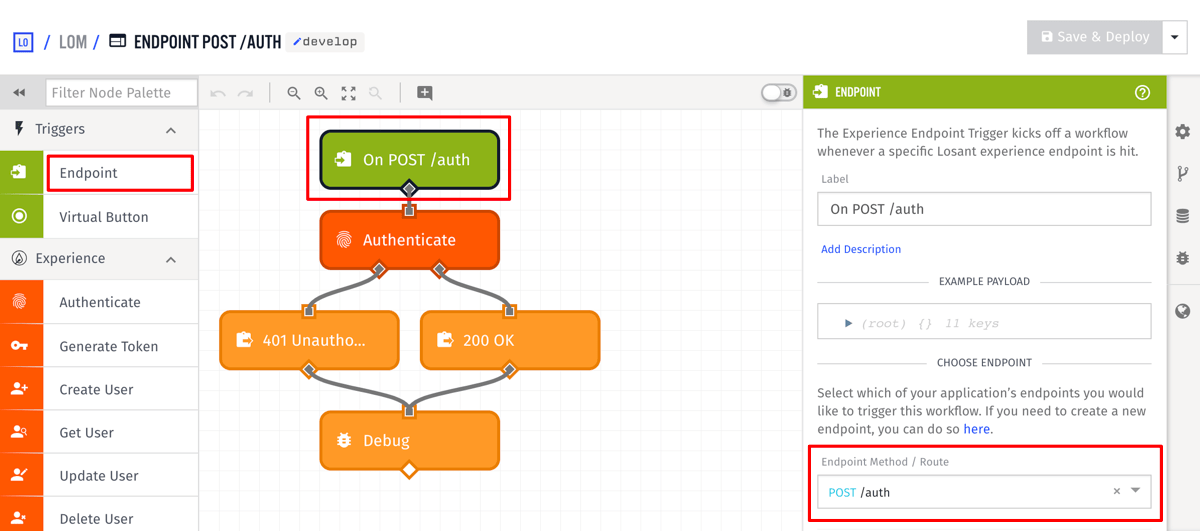 LO / LOM / ENDPOINT POST /AUTH develop
Save & Deploy
Filter Node Palette
Triggers
Endpoint
Virtual Button
Experience
Authenticate
Generate Token
Create User
Get User
Update User
Delete User
On POST /auth
Authenticate
401 Unautho...
200 OK
Debug
ENDPOINT
The Experience Endpoint Trigger kicks off a workflow
whenever a specific Losant experience endpoint is hit.
Label
On POST /auth
Add Description
EXAMPLE PAYLOAD
(root) {} 11 keys
CHOOSE ENDPOINT
Select which of your application's endpoints you would
like to trigger this workflow. If you need to create a new
endpoint, you can do so here.
Endpoint Method / Route
POST /auth